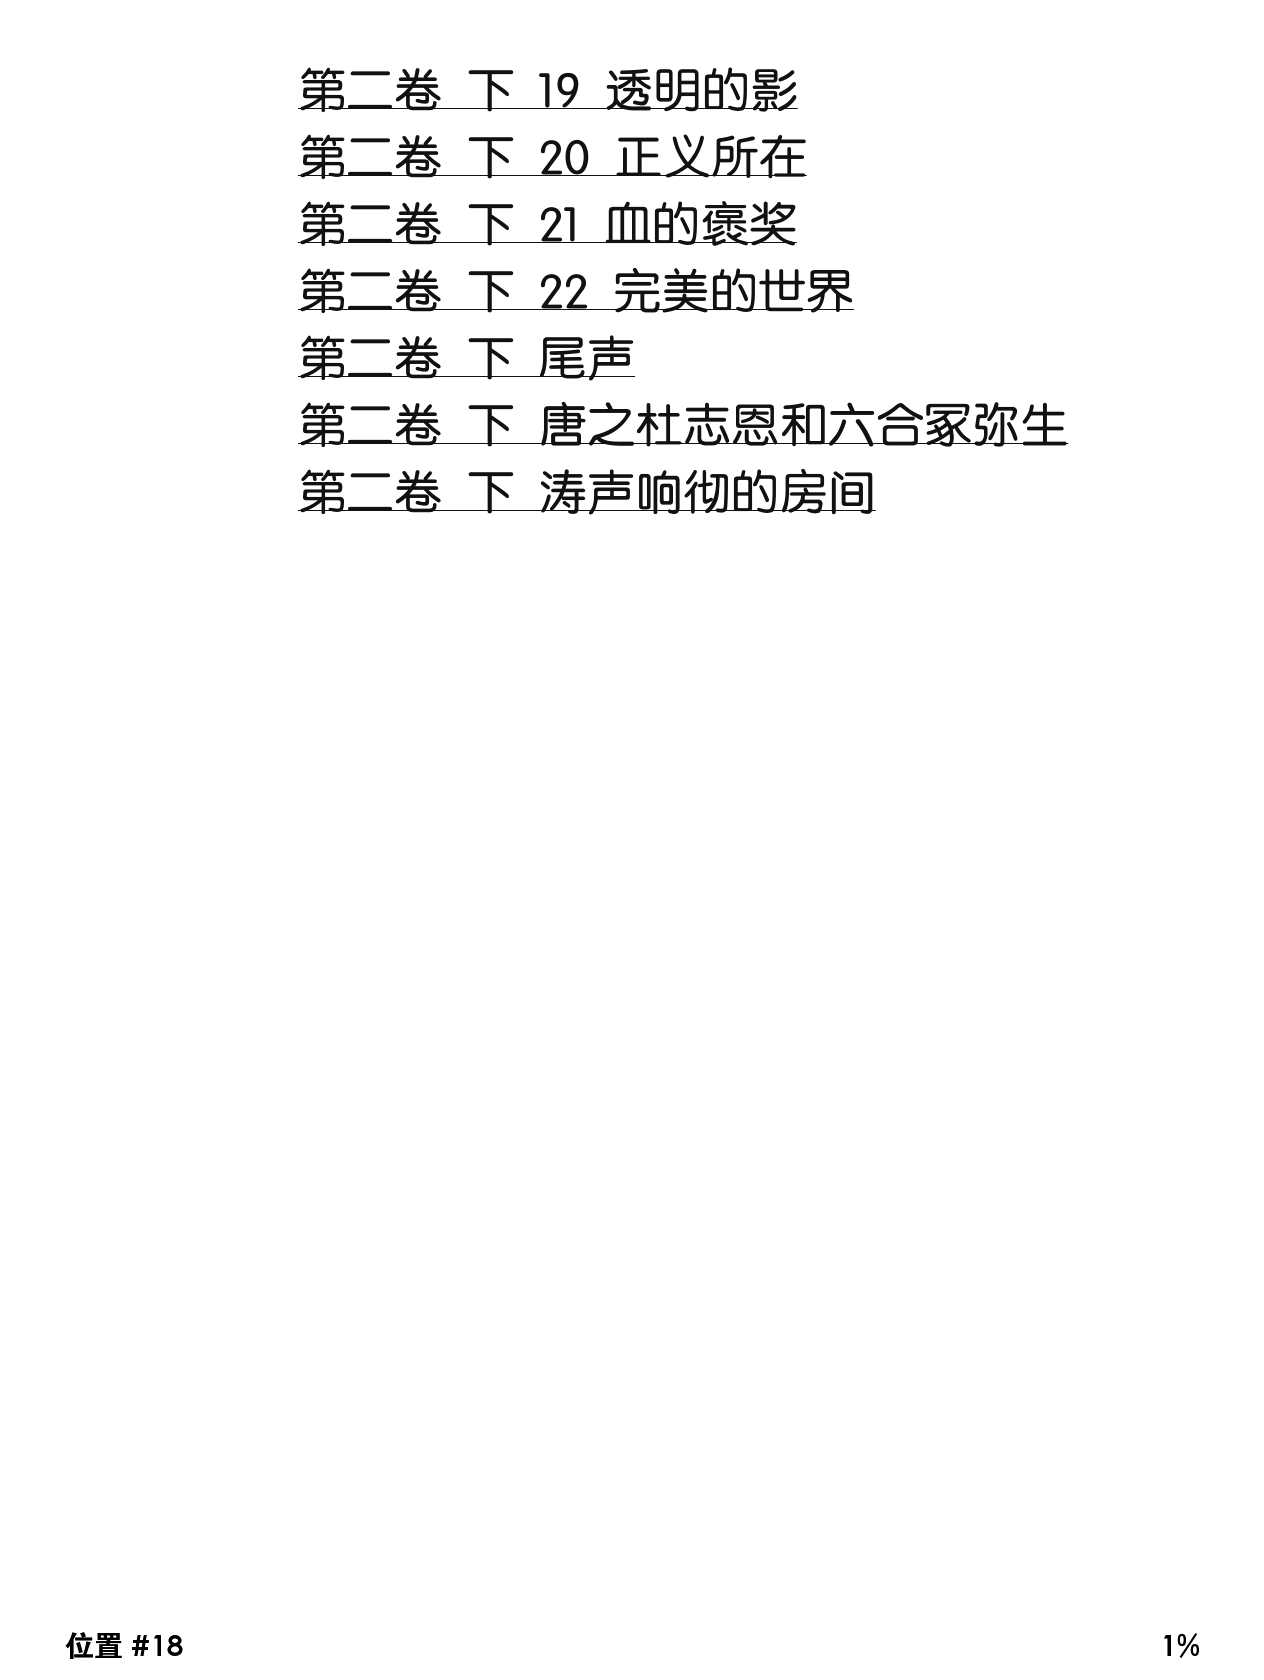 第二卷 下 19 透明的影
第二卷 下 20 正义所在
第二卷 下 21 血的褒奖
第二卷 下 22 完美的世界
第二卷 下 尾声
第二卷 下 唐之杜志恩和六合冢弥生
第二卷 下 涛声响彻的房间
位置 #18
1%